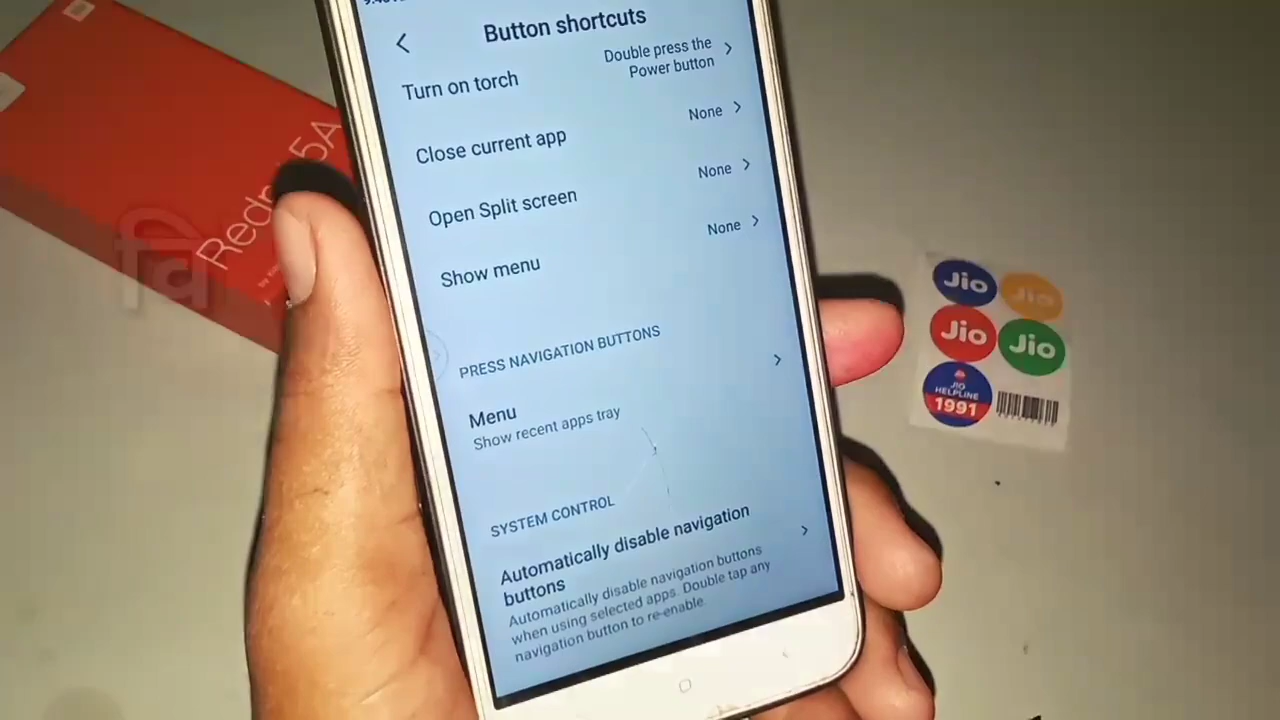 Button shortcuts
Turn on torch
Double press the
Power button
Close current app
None
Open Split screen
None
Show menu
None
PRESS NAVIGATION BUTTONS
Menu
Show recent apps tray
SYSTEM CONTROL
Automatically disable navigation
buttons
Automatically disable navigation buttons
when using selected apps. Double tap any
navigation button to re-enable.
Redmi 5A
वि
Jio
Jio
Jio
Jio
JIO
HELPLINE
1991